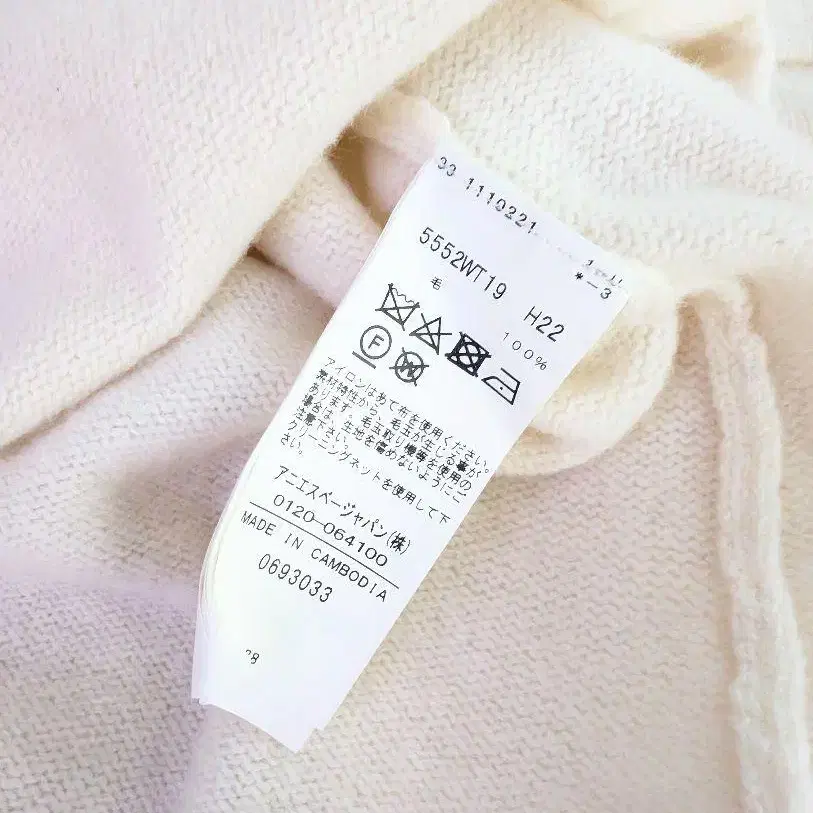 33 1110221
*-3
5552WT19 H22
毛 100%
F W
アイロンはあて布を使用ください。
素材特性から、毛玉が生じる事が
あります。毛玉取り機等を使用の
場合は、生地を傷めないようにご
注意下さい。
クリーニングネットを使用して下
さい。
アニエスベージャパン(株)
0120-064100
MADE IN CAMBODIA
0693033